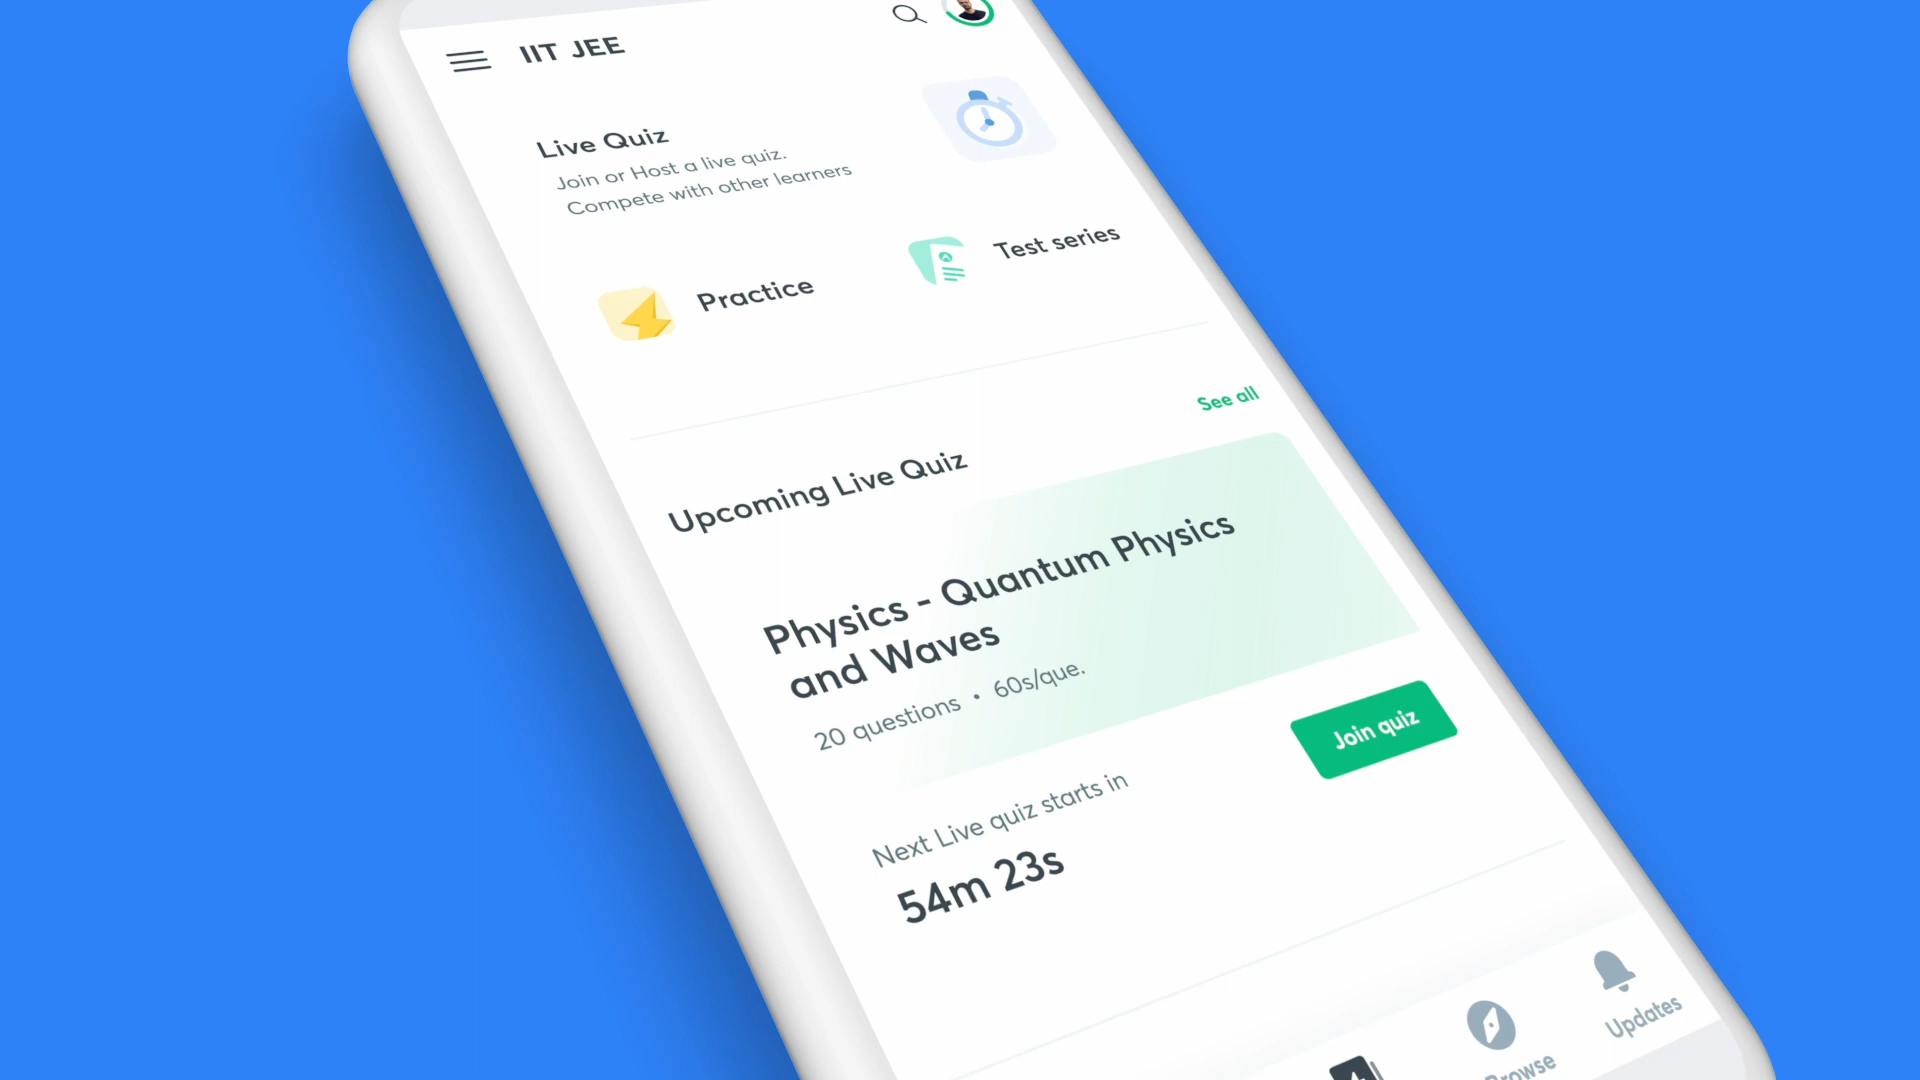 IIT JEE
Live Quiz
Join or Host a live quiz.
Compete with other learners
Practice
Test series
See all
Upcoming Live Quiz
Physics - Quantum Physics
and Waves
20 questions • 60s/que.
Join quiz
Next Live quiz starts in
54m 23s
Browse
Updates